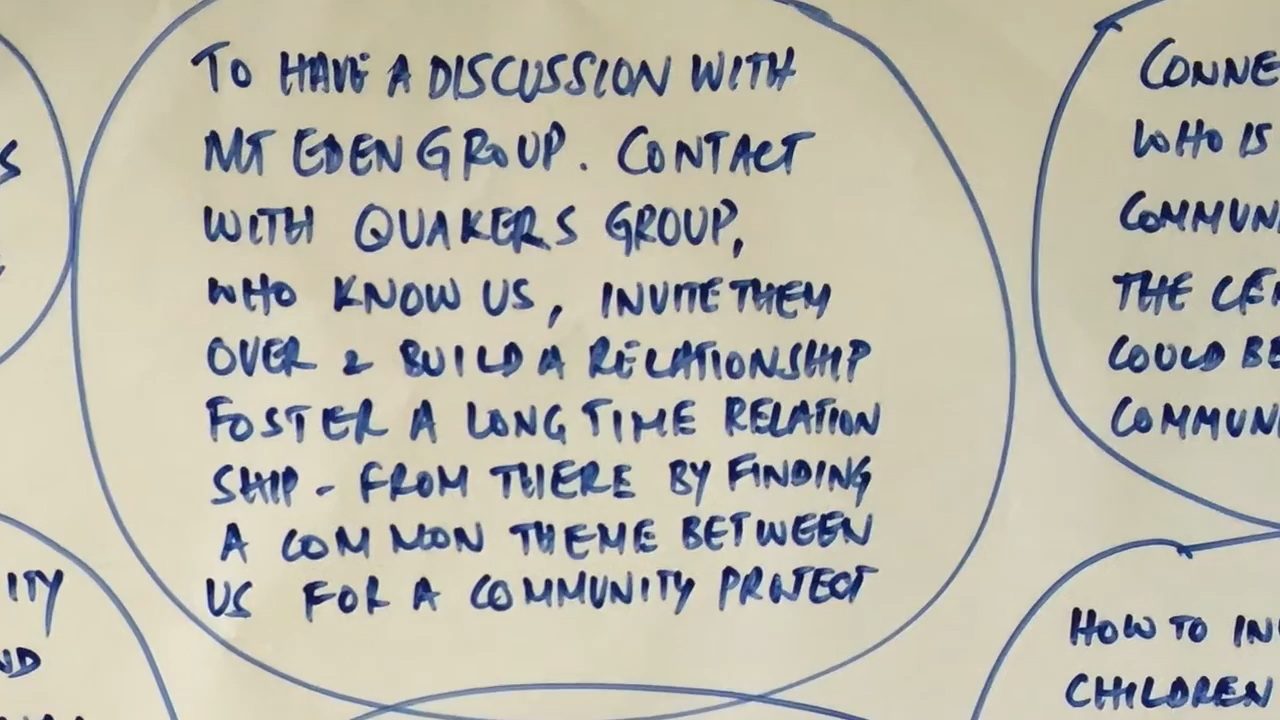 TO HAVE A DISCUSSION WITH
MT EDEN GROUP. CONTACT
WITH QUAKERS GROUP,
WHO KNOW US, INVITE THEM
OVER & BUILD A RELATIONSHIP
FOSTER A LONG TIME RELATION
SHIP - FROM THERE BY FINDING
A COMMON THEME BETWEEN
US FOR A COMMUNITY PROJECT
CONNE
WHO IS
COMMUN
THE CEN
COULD BE
COMMUN
ITY
ND
HOW TO IN
CHILDREN